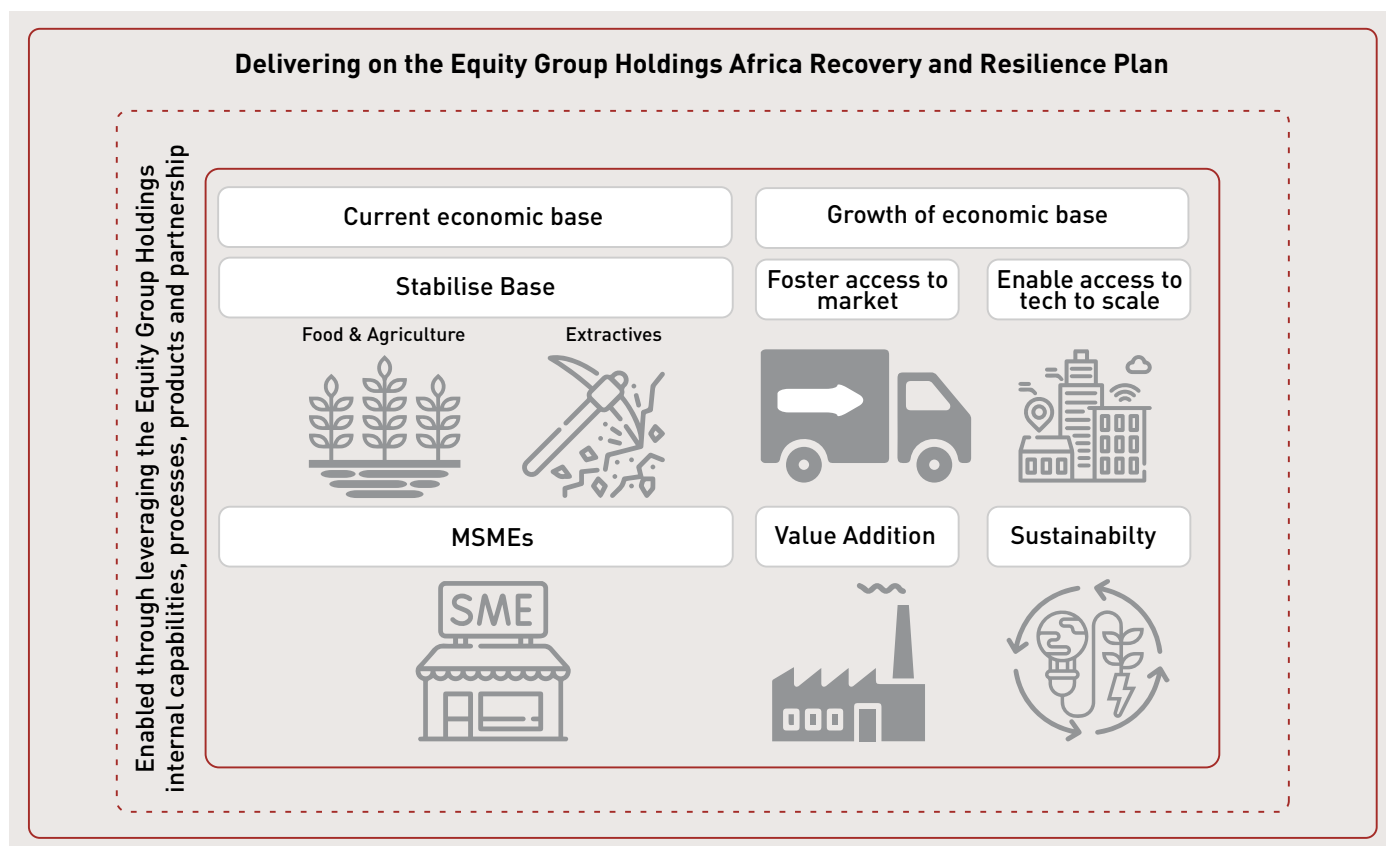 Delivering on the Equity Group Holdings Africa Recovery and Resilience Plan
Enabled through leveraging the Equity Group Holdings
internal capabilities, processes, products and partnership
Current economic base
Growth of economic base
Stabilise Base
Foster access to
market
Enable access to
tech to scale
Food & Agriculture
Extractives
MSMEs
Value Addition
Sustainabilty
SME